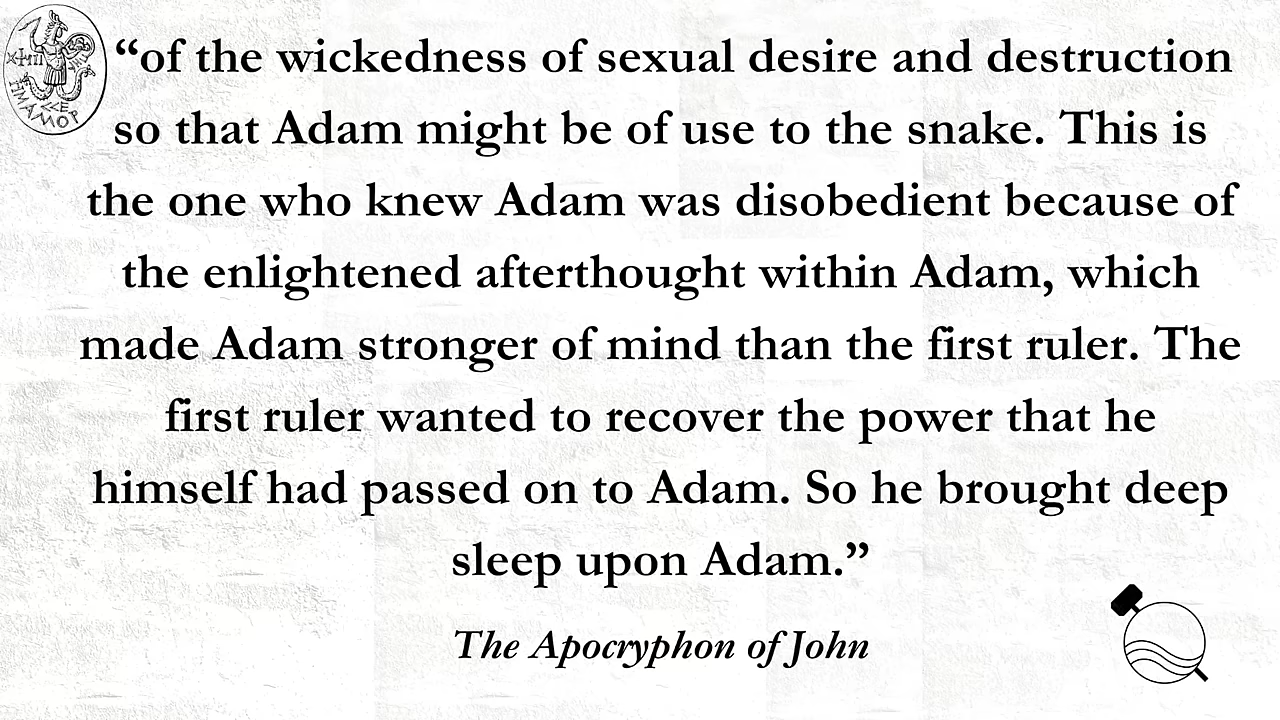 “of the wickedness of sexual desire and destruction
so that Adam might be of use to the snake. This is
the one who knew Adam was disobedient because of
the enlightened afterthought within Adam, which
made Adam stronger of mind than the first ruler. The
first ruler wanted to recover the power that he
himself had passed on to Adam. So he brought deep
sleep upon Adam.”
The Apocryphon of John